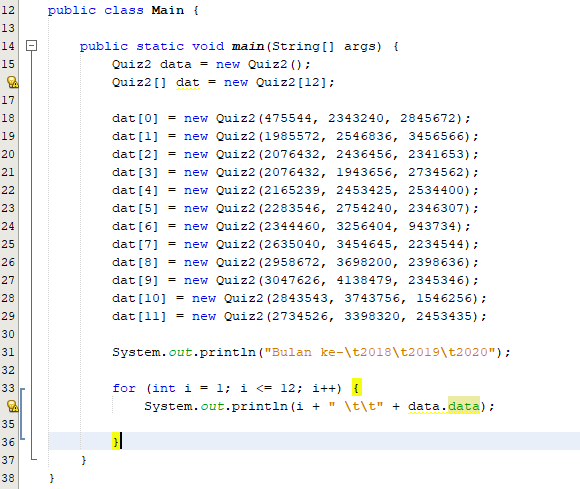 12 public class Main {
13
14 public static void main(String[] args) {
15 Quiz2 data = new Quiz2();
Quiz2[] dat = new Quiz2[12];
17
18 dat[0] = new Quiz2(475544, 2343240, 2845672);
19 dat[1] = new Quiz2(1985572, 2546836, 3456566);
20 dat[2] = new Quiz2(2076432, 2436456, 2341653);
21 dat[3] = new Quiz2(2076432, 1943656, 2734562);
22 dat[4] = new Quiz2(2165239, 2453425, 2534400);
23 dat[5] = new Quiz2(2283546, 2754240, 2346307);
24 dat[6] = new Quiz2(2344460, 3256404, 943734);
25 dat[7] = new Quiz2(2635040, 3454645, 2234544);
26 dat[8] = new Quiz2(2958672, 3698200, 2398636);
27 dat[9] = new Quiz2(3047626, 4138479, 2345346);
28 dat[10] = new Quiz2(2843543, 3743756, 1546256);
29 dat[11] = new Quiz2(2734526, 3398320, 2453435);
30
31 System.out.println("Bulan ke-\t2018\t2019\t2020");
32
33 for (int i = 1; i <= 12; i++) {
System.out.println(i + " \t\t" + data.data);
35
36 }
37 }
38 }